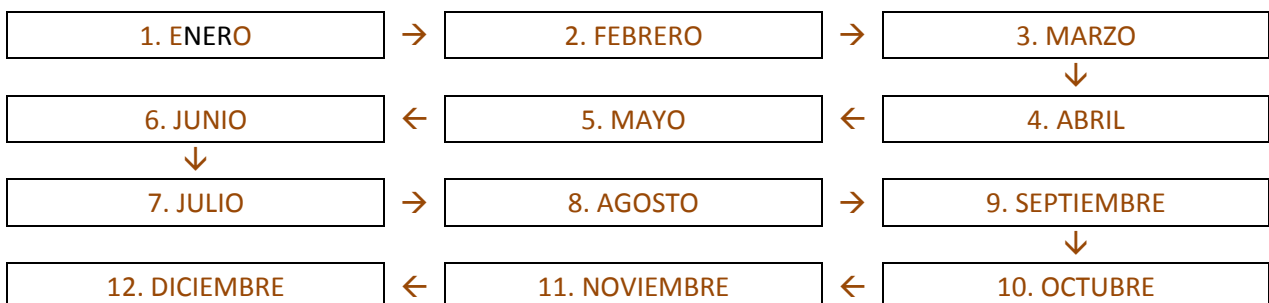 1. ENERO → 2. FEBRERO → 3. MARZO
↓
6. JUNIO ← 5. MAYO ← 4. ABRIL
↓
7. JULIO → 8. AGOSTO → 9. SEPTIEMBRE
↓
12. DICIEMBRE ← 11. NOVIEMBRE ← 10. OCTUBRE